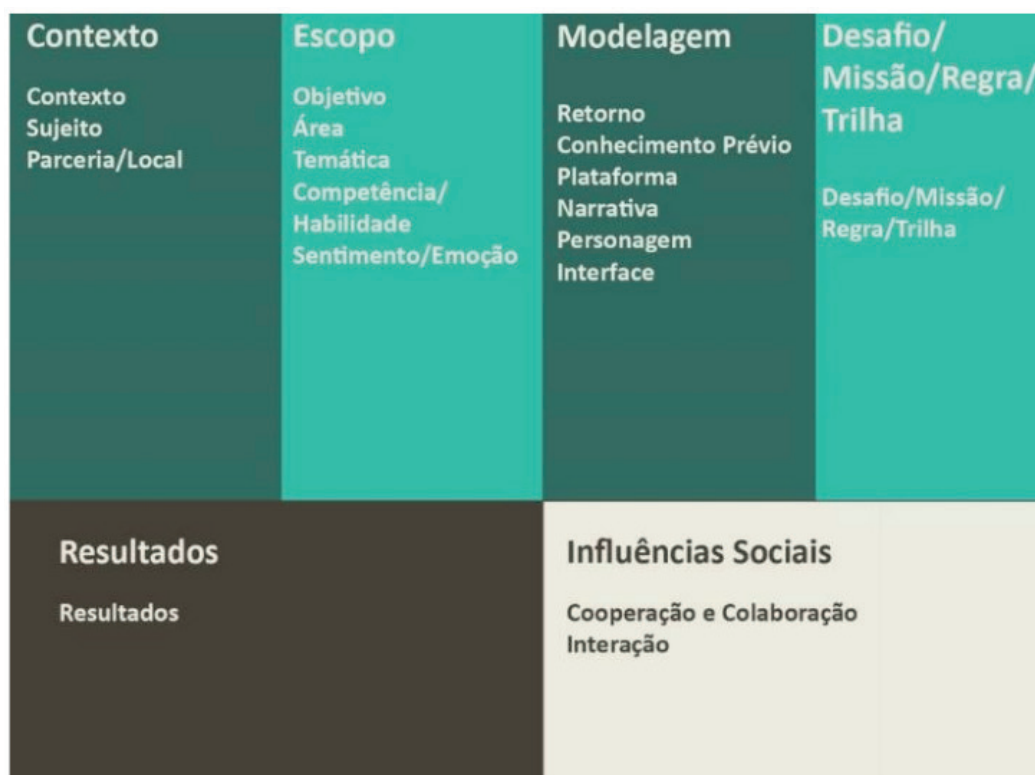 Contexto
Contexto
Sujeito
Parceria/Local
Escopo
Objetivo
Área
Temática
Competência/
Habilidade
Sentimento/Emoção
Modelagem
Retorno
Conhecimento Prévio
Plataforma
Narrativa
Personagem
Interface
Desafio/
Missão/Regra/
Trilha
Desafio/Missão/
Regra/Trilha
Resultados
Resultados
Influências Sociais
Cooperação e Colaboração
Interação